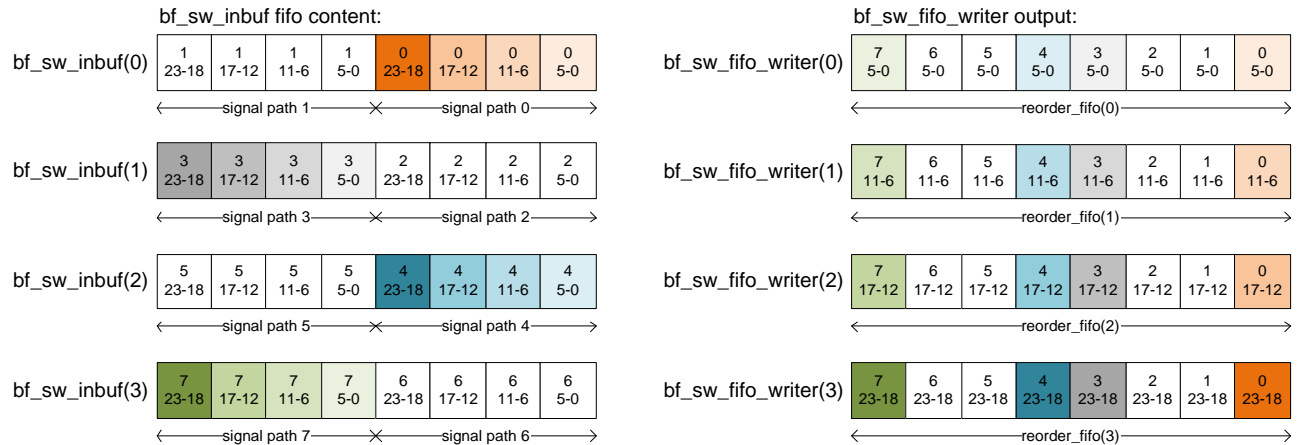 bf_sw_inbuf fifo content:
bf_sw_fifo_writer output:
bf_sw_inbuf(0)
1 1 1 1 0 0 0 0
23-18 17-12 11-6 5-0 23-18 17-12 11-6 5-0
signal path 1 signal path 0
bf_sw_fifo_writer(0)
7 6 5 4 3 2 1 0
5-0 5-0 5-0 5-0 5-0 5-0 5-0 5-0
reorder_fifo(0)
bf_sw_inbuf(1)
3 3 3 3 2 2 2 2
23-18 17-12 11-6 5-0 23-18 17-12 11-6 5-0
signal path 3 signal path 2
bf_sw_fifo_writer(1)
7 6 5 4 3 2 1 0
11-6 11-6 11-6 11-6 11-6 11-6 11-6 11-6
reorder_fifo(1)
bf_sw_inbuf(2)
5 5 5 5 4 4 4 4
23-18 17-12 11-6 5-0 23-18 17-12 11-6 5-0
signal path 5 signal path 4
bf_sw_fifo_writer(2)
7 6 5 4 3 2 1 0
17-12 17-12 17-12 17-12 17-12 17-12 17-12 17-12
reorder_fifo(2)
bf_sw_inbuf(3)
7 7 7 7 6 6 6 6
23-18 17-12 11-6 5-0 23-18 17-12 11-6 5-0
signal path 7 signal path 6
bf_sw_fifo_writer(3)
7 6 5 4 3 2 1 0
23-18 23-18 23-18 23-18 23-18 23-18 23-18 23-18
reorder_fifo(3)